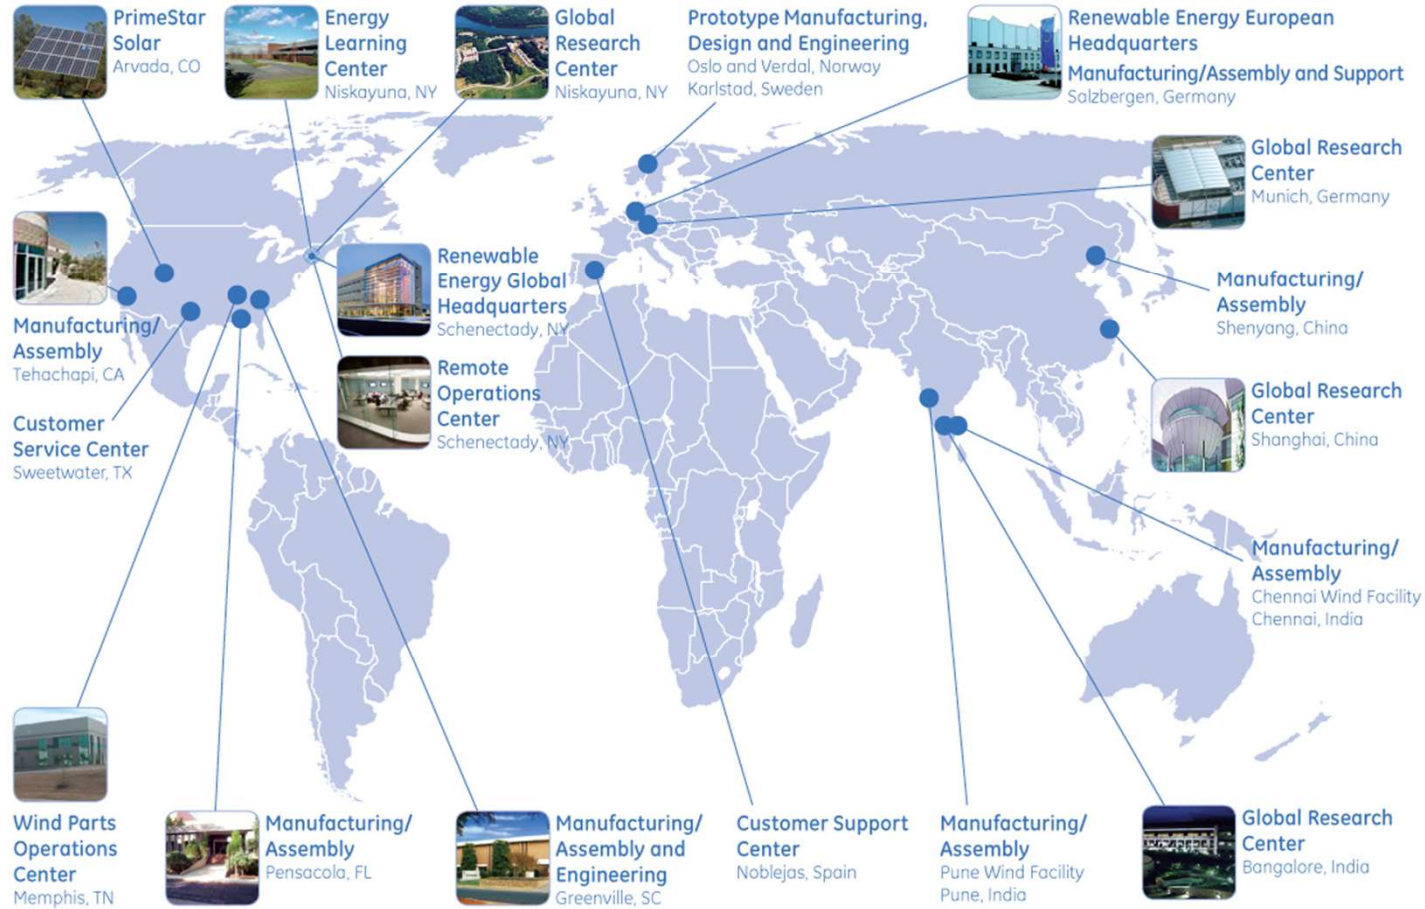 PrimeStar
Solar
Arvada, CO
Energy
Learning
Center
Niskayuna, NY
Global
Research
Center
Niskayuna, NY
Prototype Manufacturing,
Design and Engineering
Oslo and Verdal, Norway
Karlstad, Sweden
Renewable Energy European
Headquarters
Manufacturing/Assembly and Support
Salzbergen, Germany
Global Research
Center
Munich, Germany
Manufacturing/
Assembly
Tehachapi, CA
Renewable
Energy Global
Headquarters
Schenectady, NY
Manufacturing/
Assembly
Shenyang, China
Customer
Service Center
Sweetwater, TX
Remote
Operations
Center
Schenectady, NY
Global Research
Center
Shanghai, China
Manufacturing/
Assembly
Chennai Wind Facility
Chennai, India
Wind Parts
Operations
Center
Memphis, TN
Manufacturing/
Assembly
Pensacola, FL
Manufacturing/
Assembly and
Engineering
Greenville, SC
Customer Support
Center
Noblejas, Spain
Manufacturing/
Assembly
Pune Wind Facility
Pune, India
Global Research
Center
Bangalore, India